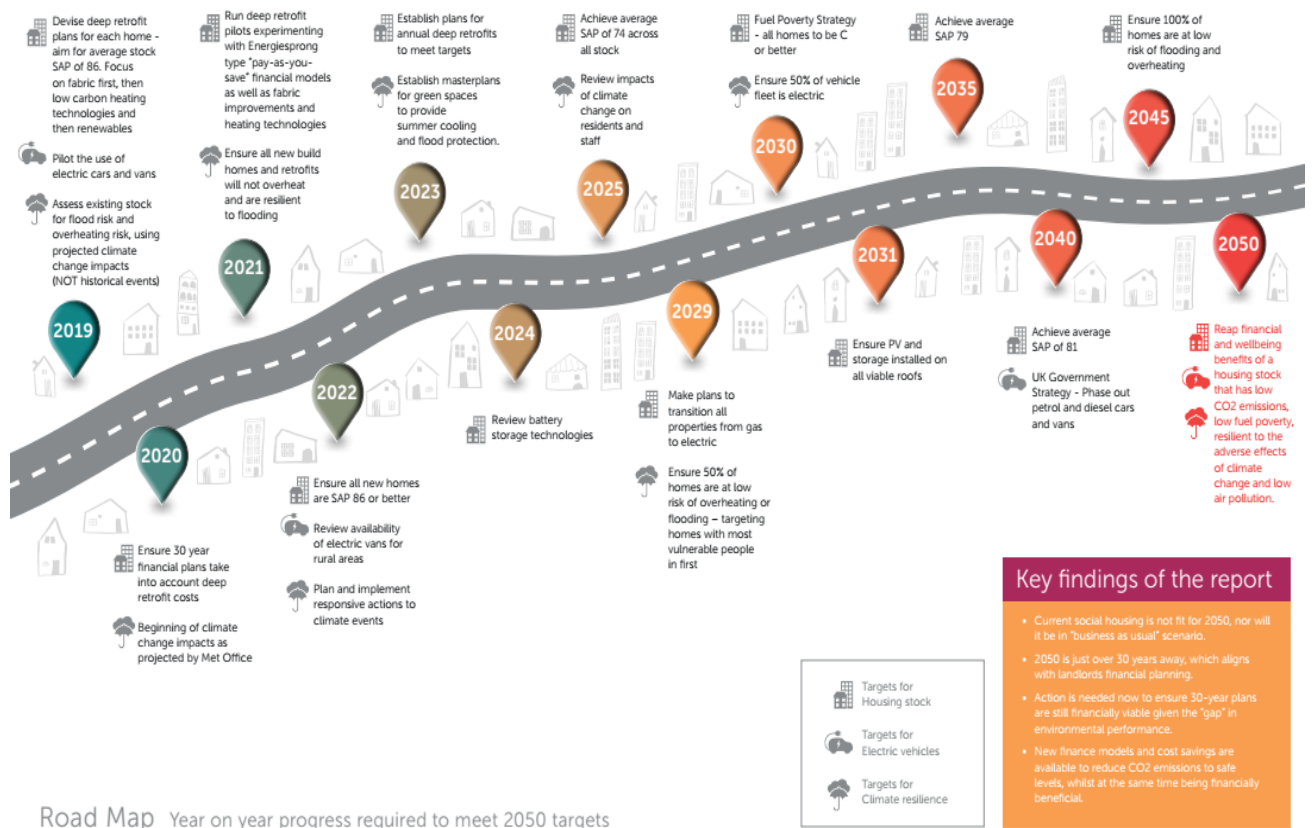 Devise deep retrofit
plans for each home -
aim for average stock
SAP of 86. Focus
on fabric first, then
low carbon heating
technologies and
then renewables
Pilot the use of
electric cars and vans
Assess existing stock
for flood risk and
overheating risk, using
projected climate
change impacts
(NOT historical events)
2019
Run deep retrofit
pilots experimenting
with Energiesprong
type "pay-as-you-
save" financial models
as well as fabric
improvements and
heating technologies
Ensure all new build
homes and retrofits
will not overheat
and are resilient
to flooding
2021
Establish plans for
annual deep retrofits
to meet targets
Establish masterplans
for green spaces
to provide
summer cooling
and flood protection.
2023
Achieve average
SAP of 74 across
all stock
Review impacts
of climate
change on
residents and
staff
2025
Fuel Poverty Strategy
- all homes to be C
or better
Ensure 50% of vehicle
fleet is electric
2030
Achieve average
SAP 79
2035
Ensure 100% of
homes are at low
risk of flooding and
overheating
2045
2020
Ensure 30 year
financial plans take
into account deep
retrofit costs
Beginning of climate
change impacts as
projected by Met Office
2022
Ensure all new homes
are SAP 86 or better
Review availability
of electric vans for
rural areas
Plan and implement
responsive actions to
climate events
2024
Review battery
storage technologies
2029
Make plans to
transition all
properties from gas
to electric
Ensure 50% of
homes are at low
risk of overheating or
flooding – targeting
homes with most
vulnerable people
in first
2031
Ensure PV and
storage installed on
all viable roofs
2040
Achieve average
SAP of 81
UK Government
Strategy - Phase out
petrol and diesel cars
and vans
2050
Reap financial
and wellbeing
benefits of a
housing stock
that has low
CO2 emissions,
low fuel poverty,
resilient to the
adverse effects
of climate
change and low
air pollution.
Targets for
Housing stock
Targets for
Electric vehicles
Targets for
Climate resilience
Key findings of the report
• Current social housing is not fit for 2050, nor will
it be in "business as usual" scenario.
• 2050 is just over 30 years away, which aligns
with landlords financial planning.
• Action is needed now to ensure 30-year plans
are still financially viable given the "gap" in
environmental performance.
• New finance models and cost savings are
available to reduce CO2 emissions to safe
levels, whilst at the same time being financially
beneficial.
Road Map Year on year progress required to meet 2050 targets